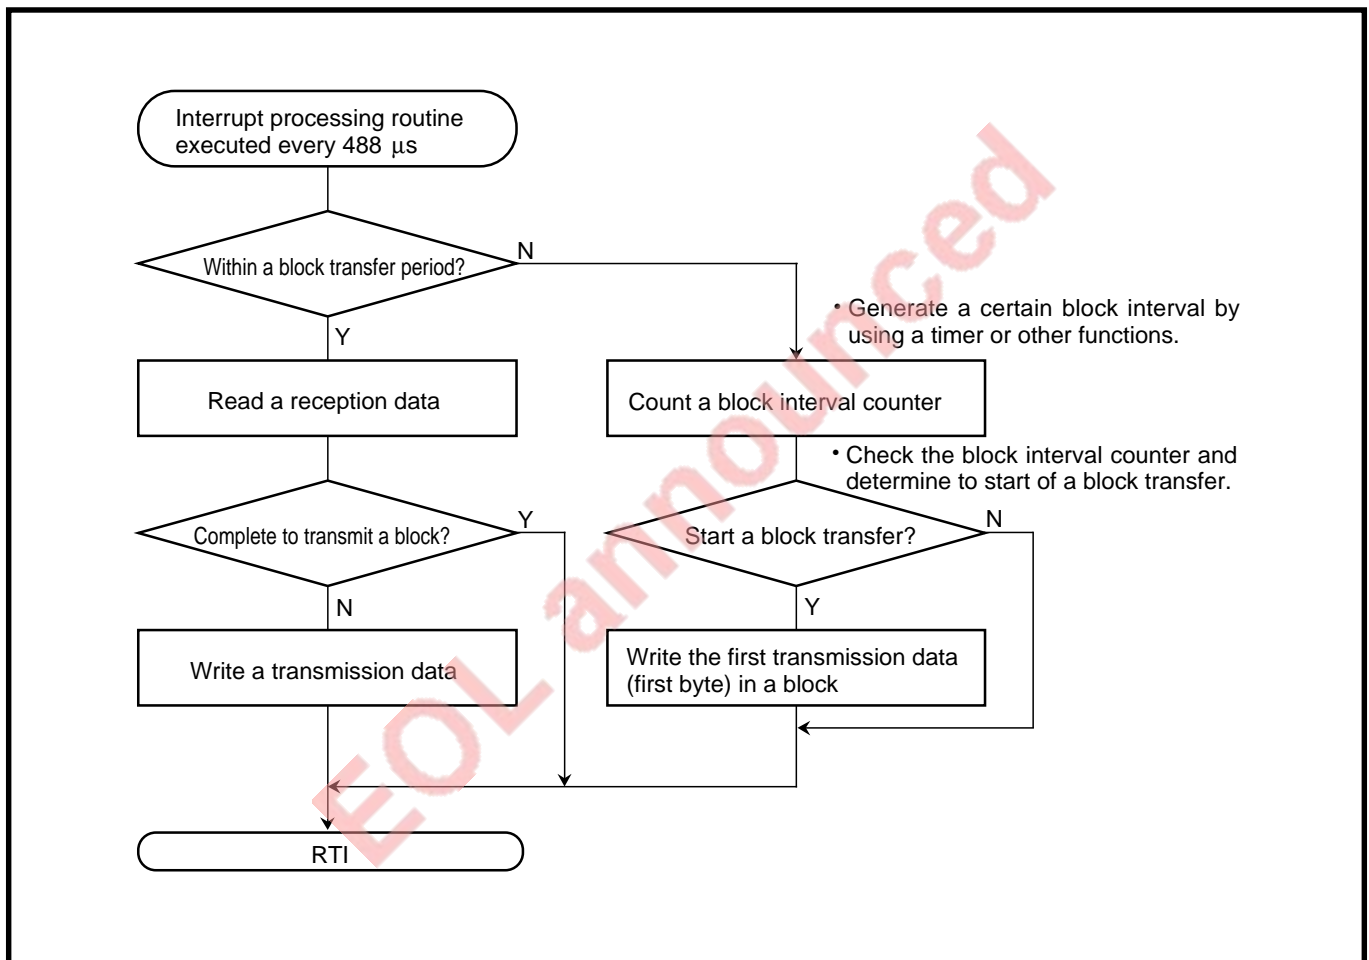 Interrupt processing routine
executed every 488 μs
Within a block transfer period?
N
Y
• Generate a certain block interval by
using a timer or other functions.
Read a reception data
Count a block interval counter
• Check the block interval counter and
determine to start of a block transfer.
Complete to transmit a block?
Y
N
Start a block transfer?
N
Y
Write a transmission data
Write the first transmission data
(first byte) in a block
RTI
EOL announced